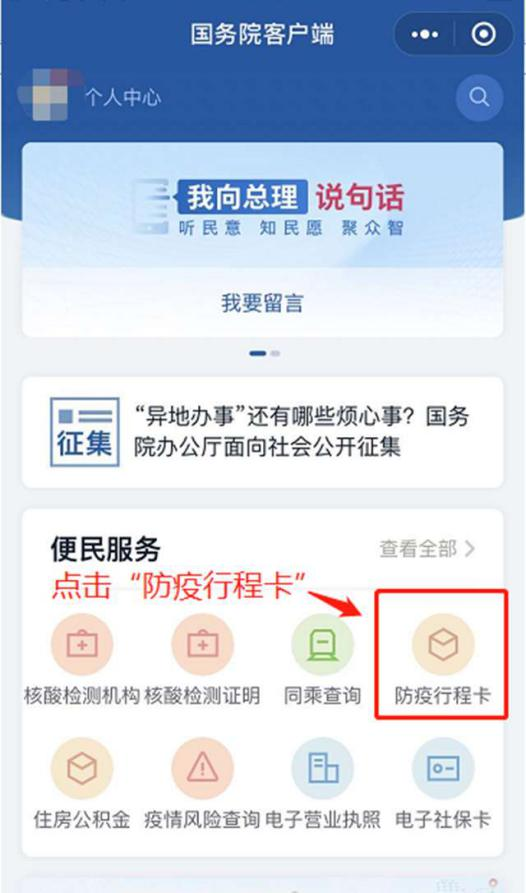 国务院客户端
个人中心
我向总理 说句话
听民意 知民愿 聚众智
我要留言
征集
“异地办事”还有哪些烦心事？国务
院办公厅面向社会公开征集
便民服务
查看全部
点击“防疫行程卡”
核酸检测机构 核酸检测证明 同乘查询 防疫行程卡
住房公积金 疫情风险查询 电子营业执照 电子社保卡